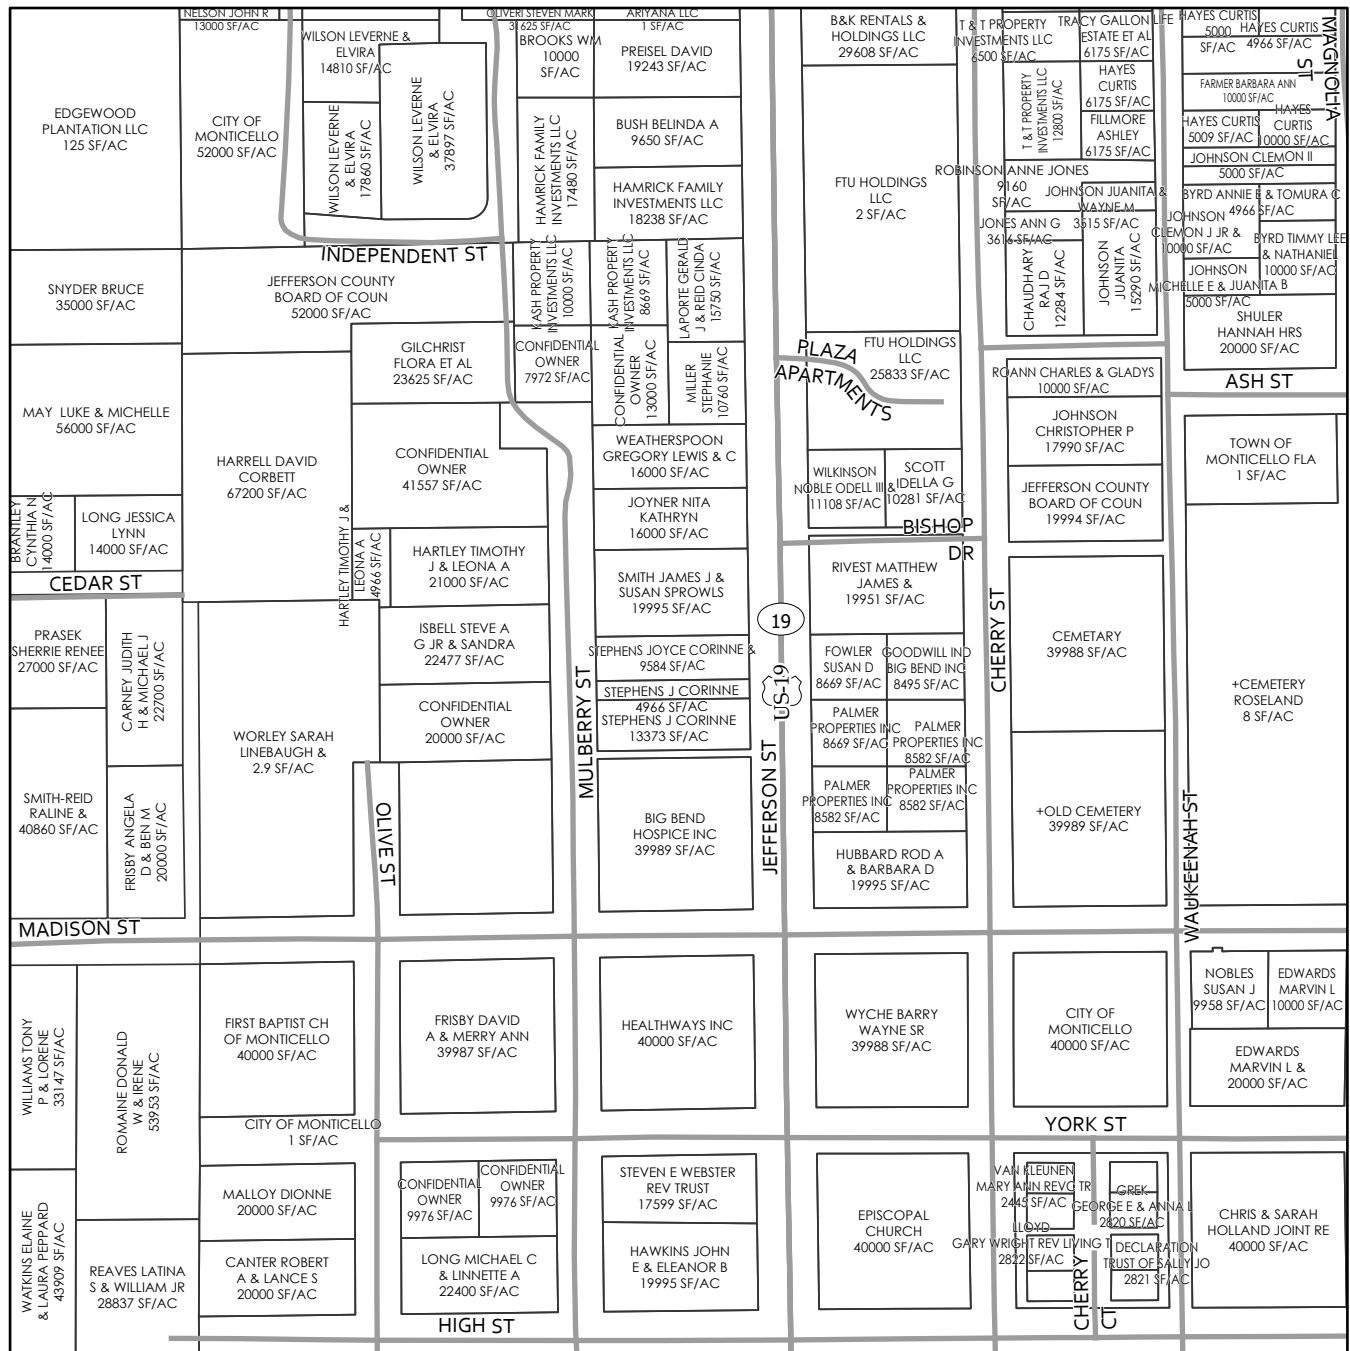 NELSON JOHN R
13000 SF/AC
EDGEWOOD
PLANTATION LLC
125 SF/AC
CITY OF
MONTICELLO
52000 SF/AC
WILSON LEVERNE &
ELVIRA
14810 SF/AC
WILSON LEVERNE
& ELVIRA
17860 SF/AC
WILSON LEVERNE
& ELVIRA
37897 SF/AC
OLIVERI STEVEN MARK
31625 SF/AC
BROOKS WM
10000
SF/AC
ARIYANA LLC
1 SF/AC
PREISEL DAVID
19243 SF/AC
HAMRICK FAMILY
INVESTMENTS LLC
17480 SF/AC
BUSH BELINDA A
9650 SF/AC
HAMRICK FAMILY
INVESTMENTS LLC
18238 SF/AC
B&K RENTALS &
HOLDINGS LLC
29608 SF/AC
FTU HOLDINGS
LLC
2 SF/AC
T & T PROPERTY
INVESTMENTS LLC
6500 SF/AC
TRACY GALLON LIFE
ESTATE ET AL
6175 SF/AC
T & T PROPERTY
INVESTMENTS LLC
12800 SF/AC
HAYES
CURTIS
6175 SF/AC
FILLMORE
ASHLEY
6175 SF/AC
ROBINSON ANNE JONES
9160
SF/AC
JOHNSON JUANITA &
WAYNE M
3515 SF/AC
JONES ANN G
3616 SF/AC
CHAUDHARY
RAJ D
12284 SF/AC
JOHNSON
JUANITA
15290 SF/AC
HAYES CURTIS
5000
SF/AC
HAYES CURTIS
4966 SF/AC
MAGNOLIA
ST
FARMER BARBARA ANN
10000 SF/AC
HAYES CURTIS
5009 SF/AC
HAYES
CURTIS
10000 SF/AC
JOHNSON CLEMON II
5000 SF/AC
BYRD ANNIE E & TOMURA C
4966 SF/AC
JOHNSON
CLEMON J JR &
10000 SF/AC
BYRD TIMMY LEE
& NATHANIEL
10000 SF/AC
JOHNSON
MICHELLE E & JUANITA B
5000 SF/AC
SHULER
HANNAH HRS
20000 SF/AC
INDEPENDENT ST
SNYDER BRUCE
35000 SF/AC
JEFFERSON COUNTY
BOARD OF COUN
52000 SF/AC
KASH PROPERTY
INVESTMENTS LLC
10000 SF/AC
KASH PROPERTY
INVESTMENTS LLC
8669 SF/AC
LAPORTE GERALD
J & REID CINDA
15750 SF/AC
GILCHRIST
FLORA ET AL
23625 SF/AC
CONFIDENTIAL
OWNER
7972 SF/AC
CONFIDENTIAL
OWNER
13000 SF/AC
MILLER
STEPHANIE
10760 SF/AC
PLAZA
APARTMENTS
FTU HOLDINGS
LLC
25833 SF/AC
ROANN CHARLES & GLADYS
10000 SF/AC
ASH ST
MAY  LUKE & MICHELLE
56000 SF/AC
HARRELL DAVID
CORBETT
67200 SF/AC
CONFIDENTIAL
OWNER
41557 SF/AC
WEATHERSPOON
GREGORY LEWIS & C
16000 SF/AC
JOHNSON
CHRISTOPHER P
17990 SF/AC
TOWN OF
MONTICELLO FLA
1 SF/AC
WILKINSON
NOBLE ODELL III &
11108 SF/AC
SCOTT
IDELLA G
10281 SF/AC
JEFFERSON COUNTY
BOARD OF COUN
19994 SF/AC
BRANTLEY
CYNTHIA N
14000 SF/AC
LONG JESSICA
LYNN
14000 SF/AC
JOYNER NITA
KATHRYN
16000 SF/AC
BISHOP
DR
HARTLEY TIMOTHY J &
LEONA A
4966 SF/AC
HARTLEY TIMOTHY
J & LEONA A
21000 SF/AC
SMITH JAMES J &
SUSAN SPROWLS
19995 SF/AC
RIVEST MATTHEW
JAMES &
19951 SF/AC
CEDAR ST
PRASEK
SHERRIE RENEE
27000 SF/AC
CARNEY JUDITH
H & MICHAEL J
22700 SF/AC
ISBELL STEVE A
G JR & SANDRA
22477 SF/AC
19
US-19
CHERRY ST
CEMETARY
39988 SF/AC
STEPHENS JOYCE CORINNE &
9584 SF/AC
STEPHENS J CORINNE
4966 SF/AC
STEPHENS J CORINNE
13373 SF/AC
FOWLER
SUSAN D
8669 SF/AC
GOODWILL IND
BIG BEND INC
8495 SF/AC
+CEMETERY
ROSELAND
8 SF/AC
MULBERRY ST
CONFIDENTIAL
OWNER
20000 SF/AC
PALMER
PROPERTIES INC
8669 SF/AC
PALMER
PROPERTIES INC
8582 SF/AC
WORLEY SARAH
LINEBAUGH &
2.9 SF/AC
JEFFERSON ST
PALMER
PROPERTIES INC
8582 SF/AC
PALMER
PROPERTIES INC
8582 SF/AC
SMITH-REID
RALINE &
40860 SF/AC
FRISBY ANGELA
D & BEN M
20000 SF/AC
OLIVE ST
BIG BEND
HOSPICE INC
39989 SF/AC
+OLD CEMETERY
39989 SF/AC
HUBBARD ROD A
& BARBARA D
19995 SF/AC
WAUKEENAH ST
MADISON ST
WILLIAMS TONY
P & LORENE
33147 SF/AC
ROMAINE DONALD
W & IRENE
53953 SF/AC
FIRST BAPTIST CH
OF MONTICELLO
40000 SF/AC
FRISBY DAVID
A & MERRY ANN
39987 SF/AC
HEALTHWAYS INC
40000 SF/AC
WYCHE BARRY
WAYNE SR
39988 SF/AC
CITY OF
MONTICELLO
40000 SF/AC
NOBLES
SUSAN J
9958 SF/AC
EDWARDS
MARVIN L
10000 SF/AC
EDWARDS
MARVIN L &
20000 SF/AC
CITY OF MONTICELLO
1 SF/AC
YORK ST
WATKINS ELAINE
& LAURA PEPPARD
43909 SF/AC
REAVES LATINA
S & WILLIAM JR
28837 SF/AC
MALLOY DIONNE
20000 SF/AC
CANTER ROBERT
A & LANCE S
20000 SF/AC
CONFIDENTIAL
OWNER
9976 SF/AC
CONFIDENTIAL
OWNER
9976 SF/AC
LONG MICHAEL C
& LINNETTE A
22400 SF/AC
STEVEN E WEBSTER
REV TRUST
17599 SF/AC
HAWKINS JOHN
E & ELEANOR B
19995 SF/AC
EPISCOPAL
CHURCH
40000 SF/AC
VAN KLEUNEN
MARY ANN REVC TR
2445 SF/AC
GREK
GEORGE E & ANNA L
2820 SF/AC
LLOYD
GARY WRIGHT REV LIVING T
2822 SF/AC
DECLARATION
TRUST OF SALLY JO
2821 SF/AC
CHERRY
CT
CHRIS & SARAH
HOLLAND JOINT RE
40000 SF/AC
HIGH ST